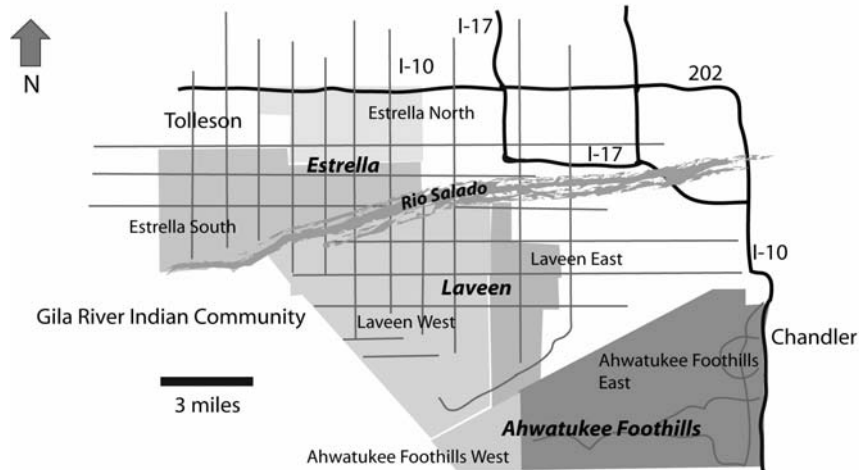 I-17
N
I-10
202
Tolleson
Estrella North
Estrella
I-17
Rio Salado
Estrella South
Laveen East
I-10
Laveen
Gila River Indian Community
Laveen West
Chandler
Ahwatukee Foothills
East
3 miles
Ahwatukee Foothills
Ahwatukee Foothills West